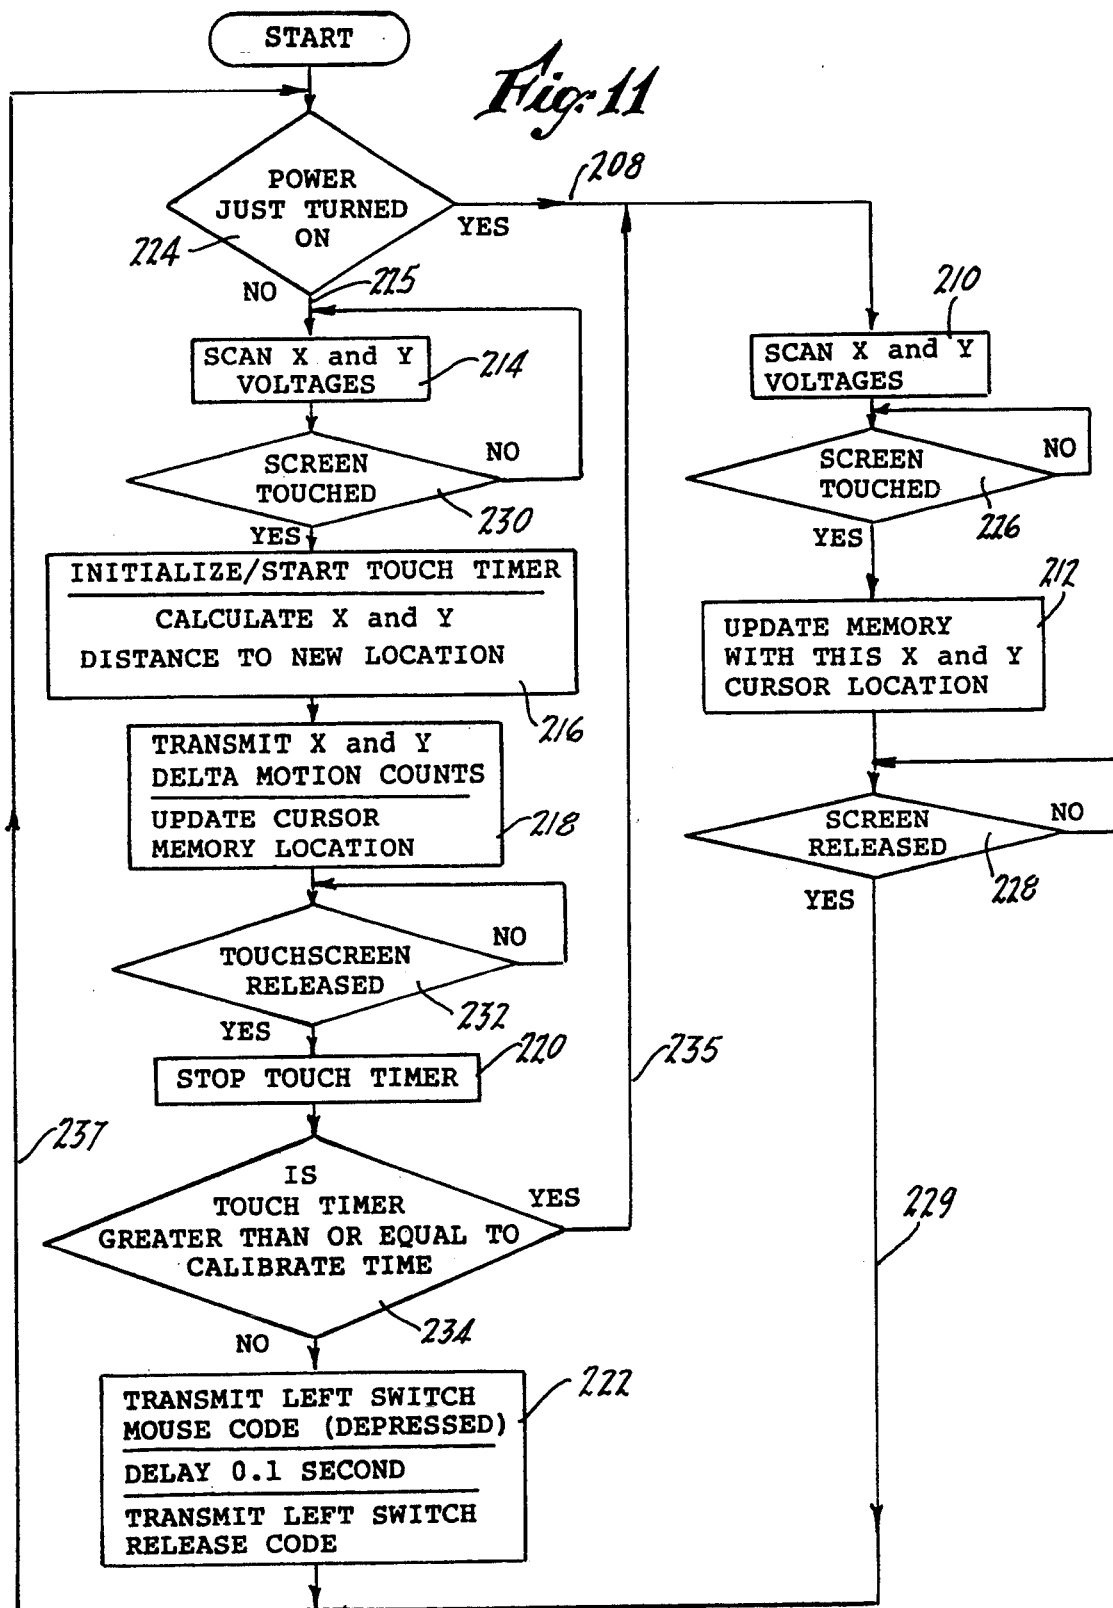 START
Fig. 11
POWER
JUST TURNED
ON
224
YES
208
NO
225
SCAN X and Y
VOLTAGES
214
SCREEN
TOUCHED
NO
230
YES
INITIALIZE/START TOUCH TIMER
CALCULATE X and Y
DISTANCE TO NEW LOCATION
216
TRANSMIT X and Y
DELTA MOTION COUNTS
UPDATE CURSOR
MEMORY LOCATION
218
TOUCHSCREEN
RELEASED
NO
232
YES
STOP TOUCH TIMER
220
235
237
IS
TOUCH TIMER
GREATER THAN OR EQUAL TO
CALIBRATE TIME
YES
234
NO
TRANSMIT LEFT SWITCH
MOUSE CODE (DEPRESSED)
DELAY 0.1 SECOND
TRANSMIT LEFT SWITCH
RELEASE CODE
222
210
SCAN X and Y
VOLTAGES
SCREEN
TOUCHED
NO
226
YES
212
UPDATE MEMORY
WITH THIS X and Y
CURSOR LOCATION
SCREEN
RELEASED
NO
228
YES
229